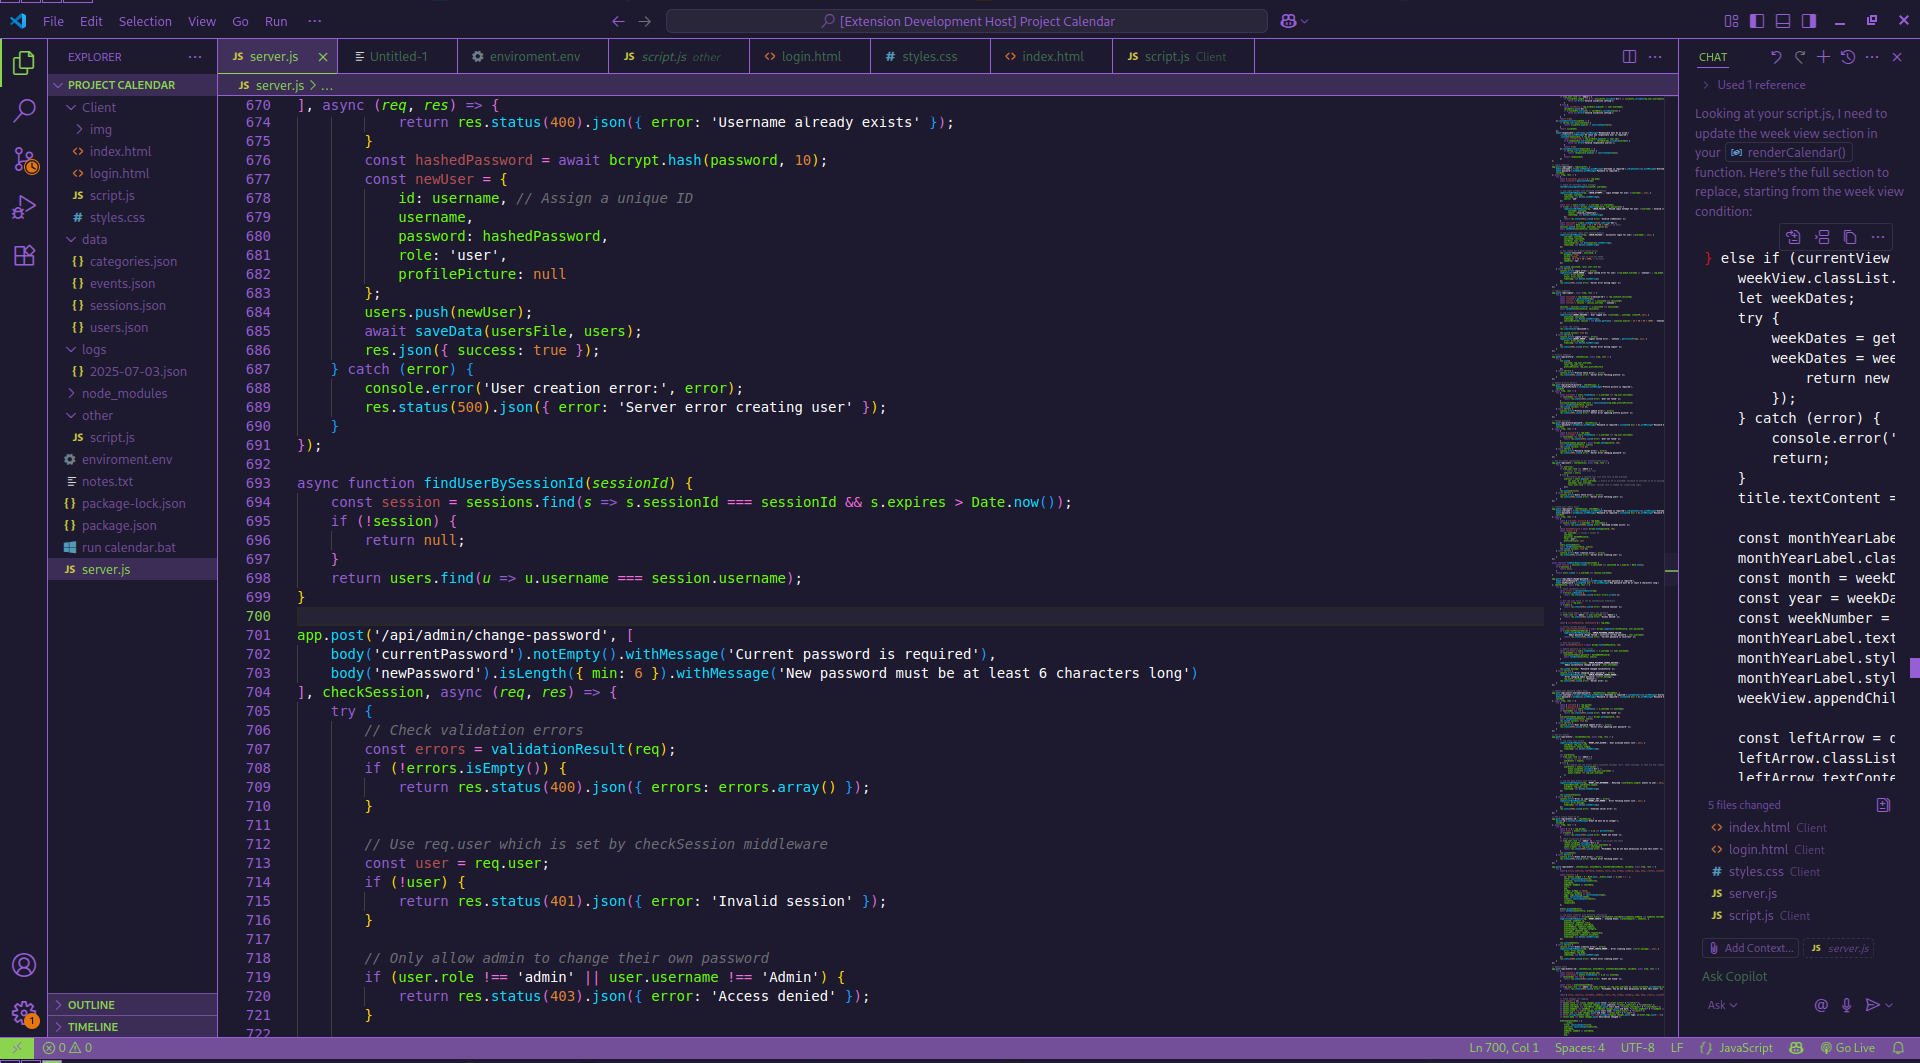 File Edit Selection View Go Run ···
[Extension Development Host] Project Calendar
EXPLORER ···
PROJECT CALENDAR
Client
img
index.html
login.html
script.js
styles.css
data
categories.json
events.json
sessions.json
users.json
logs
2025-07-03.json
node_modules
other
script.js
enviroment.env
notes.txt
package-lock.json
package.json
run calendar.bat
server.js
OUTLINE
TIMELINE
JS server.js Untitled-1 enviroment.env JS script.js other login.html # styles.css index.html JS script.js Client
JS server.js > ...
670 ], async (req, res) => {
674 return res.status(400).json({ error: 'Username already exists' });
675 }
676 const hashedPassword = await bcrypt.hash(password, 10);
677 const newUser = {
678 id: username, // Assign a unique ID
679 username,
680 password: hashedPassword,
681 role: 'user',
682 profilePicture: null
683 };
684 users.push(newUser);
685 await saveData(usersFile, users);
686 res.json({ success: true });
687 } catch (error) {
688 console.error('User creation error:', error);
689 res.status(500).json({ error: 'Server error creating user' });
690 }
691 });
692
693 async function findUserBySessionId(sessionId) {
694 const session = sessions.find(s => s.sessionId === sessionId && s.expires > Date.now());
695 if (!session) {
696 return null;
697 }
698 return users.find(u => u.username === session.username);
699 }
700
701 app.post('/api/admin/change-password', [
702 body('currentPassword').notEmpty().withMessage('Current password is required'),
703 body('newPassword').isLength({ min: 6 }).withMessage('New password must be at least 6 characters long')
704 ], checkSession, async (req, res) => {
705 try {
706 // Check validation errors
707 const errors = validationResult(req);
708 if (!errors.isEmpty()) {
709 return res.status(400).json({ errors: errors.array() });
710 }
711
712 // Use req.user which is set by checkSession middleware
713 const user = req.user;
714 if (!user) {
715 return res.status(401).json({ error: 'Invalid session' });
716 }
717
718 // Only allow admin to change their own password
719 if (user.role !== 'admin' || user.username !== 'Admin') {
720 return res.status(403).json({ error: 'Access denied' });
721 }
722
CHAT
Used 1 reference
Looking at your script.js, I need to
update the week view section in
your renderCalendar()
function. Here's the full section to
replace, starting from the week view
condition:
} else if (currentView
weekView.classList.
let weekDates;
try {
weekDates = get
weekDates = wee
return new
});
} catch (error) {
console.error('
return;
}
title.textContent =
const monthYearLabe
monthYearLabel.clas
const month = weekD
const year = weekDa
const weekNumber =
monthYearLabel.text
monthYearLabel.styl
monthYearLabel.styl
weekView.appendChil
const leftArrow = d
leftArrow.classList
leftArrow.textConte
5 files changed
index.html Client
login.html Client
# styles.css Client
JS server.js
JS script.js Client
Add Context... JS server.js
Ask Copilot
Ask
0 0
Ln 700, Col 1 Spaces: 4 UTF-8 LF {} JavaScript Go Live
1